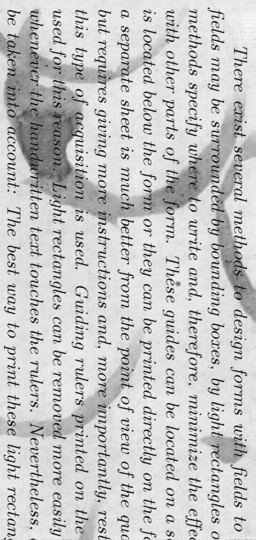 There exist several methods to design forms with fields to
fields may be surrounded by bounding boxes, by light rectangles o
methods specify where to write and, therefore, minimize the effec
with other parts of the form. These guides can be located on a s
is located below the form or they can be printed directly on the f
a separate sheet is much better from the point of view of the qua
but requires giving more instructions and, more importantly, rest
this type of acquisition is used. Guiding rulers printed on the
used for this reason. Light rectangles can be removed more easily
whenever the handwritten text touches the rulers. Nevertheless,
be taken into account: The best way to print these light rectang